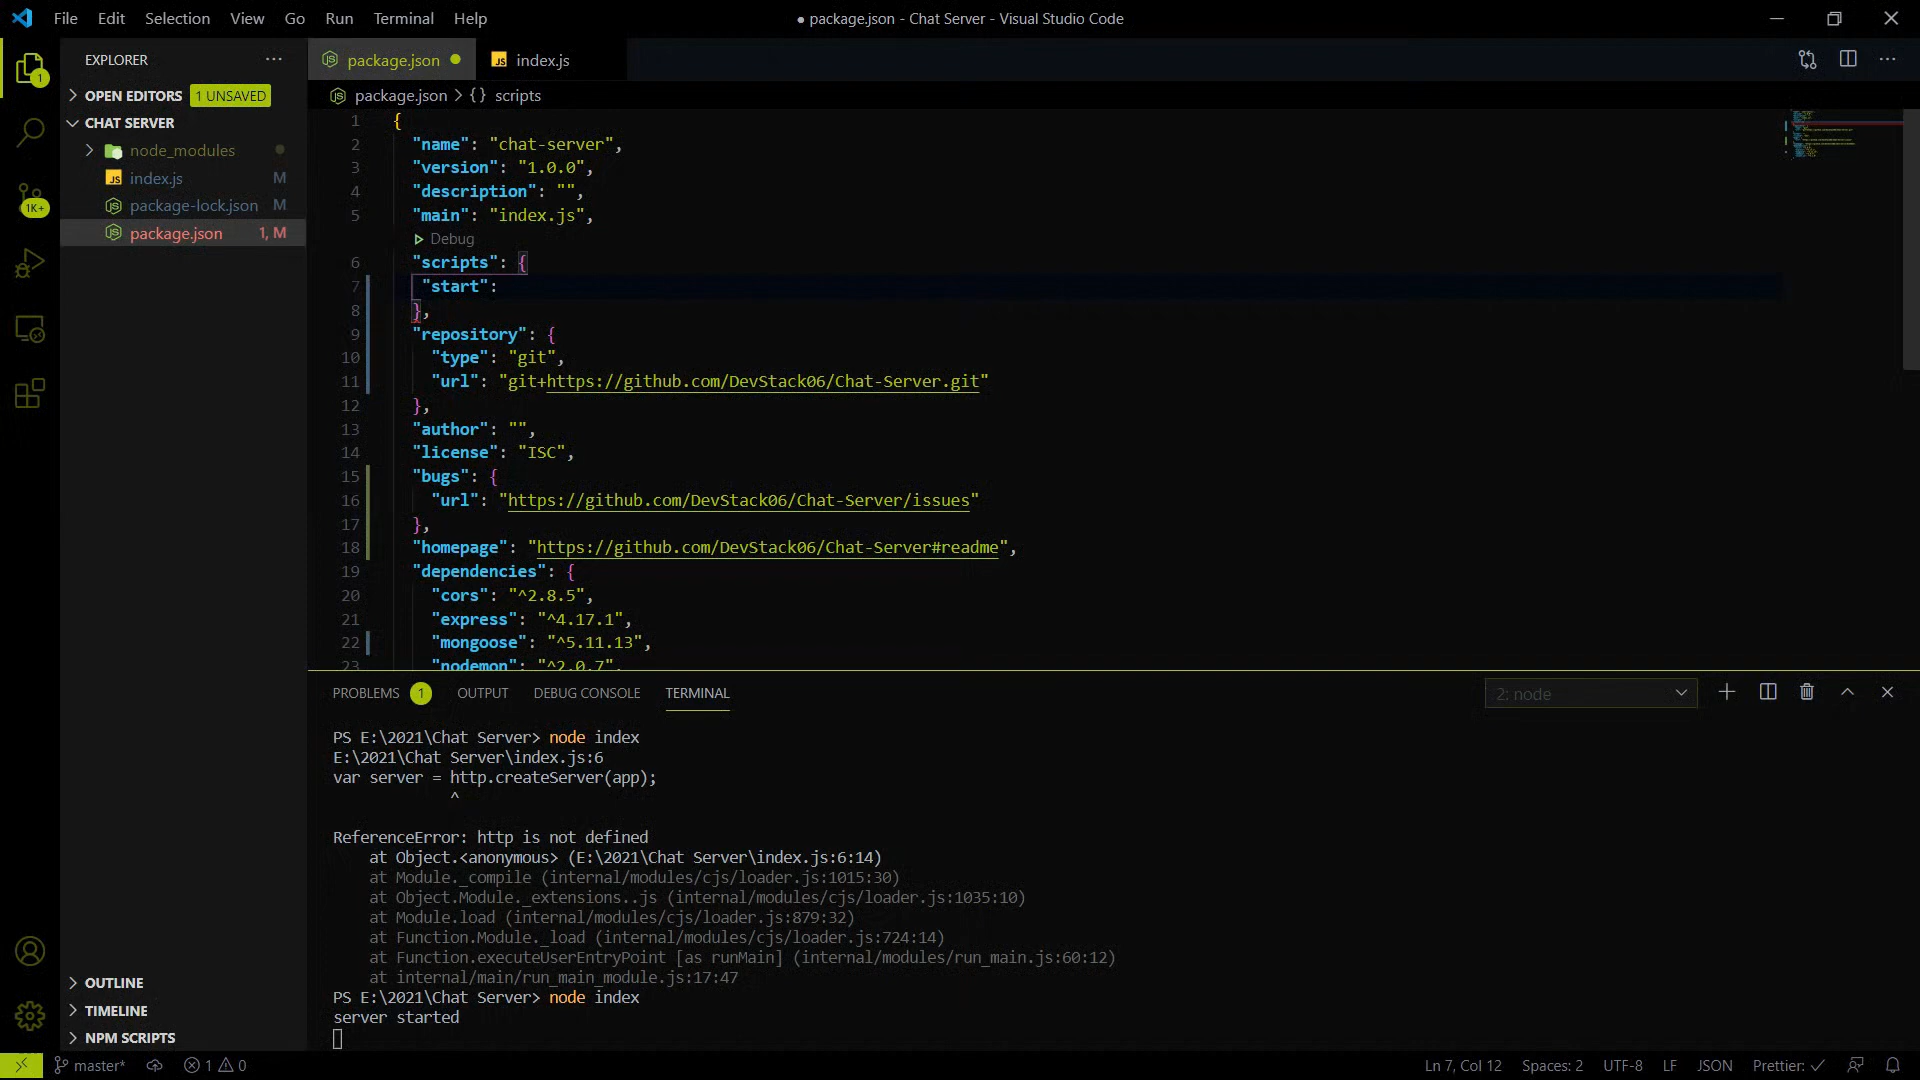 File Edit Selection View Go Run Terminal Help
● package.json - Chat Server - Visual Studio Code
EXPLORER
OPEN EDITORS 1 UNSAVED
CHAT SERVER
node_modules
index.js M
package-lock.json M
package.json 1, M
OUTLINE
TIMELINE
NPM SCRIPTS
1
1K+
package.json ● index.js
package.json > {} scripts
1 {
2 "name": "chat-server",
3 "version": "1.0.0",
4 "description": "",
5 "main": "index.js",
Debug
6 "scripts": {
7 "start":
8 },
9 "repository": {
10 "type": "git",
11 "url": "git+https://github.com/DevStack06/Chat-Server.git"
12 },
13 "author": "",
14 "license": "ISC",
15 "bugs": {
16 "url": "https://github.com/DevStack06/Chat-Server/issues"
17 },
18 "homepage": "https://github.com/DevStack06/Chat-Server#readme",
19 "dependencies": {
20 "cors": "^2.8.5",
21 "express": "^4.17.1",
22 "mongoose": "^5.11.13",
23 "nodemon": "^2.0.7",
PROBLEMS 1 OUTPUT DEBUG CONSOLE TERMINAL
2: node
PS E:\2021\Chat Server> node index
E:\2021\Chat Server\index.js:6
var server = http.createServer(app);
^
ReferenceError: http is not defined
at Object.<anonymous> (E:\2021\Chat Server\index.js:6:14)
at Module._compile (internal/modules/cjs/loader.js:1015:30)
at Object.Module._extensions..js (internal/modules/cjs/loader.js:1035:10)
at Module.load (internal/modules/cjs/loader.js:879:32)
at Function.Module._load (internal/modules/cjs/loader.js:724:14)
at Function.executeUserEntryPoint [as runMain] (internal/modules/run_main.js:60:12)
at internal/main/run_main_module.js:17:47
PS E:\2021\Chat Server> node index
server started
master* 1 0
Ln 7, Col 12 Spaces: 2 UTF-8 LF JSON Prettier: ✓